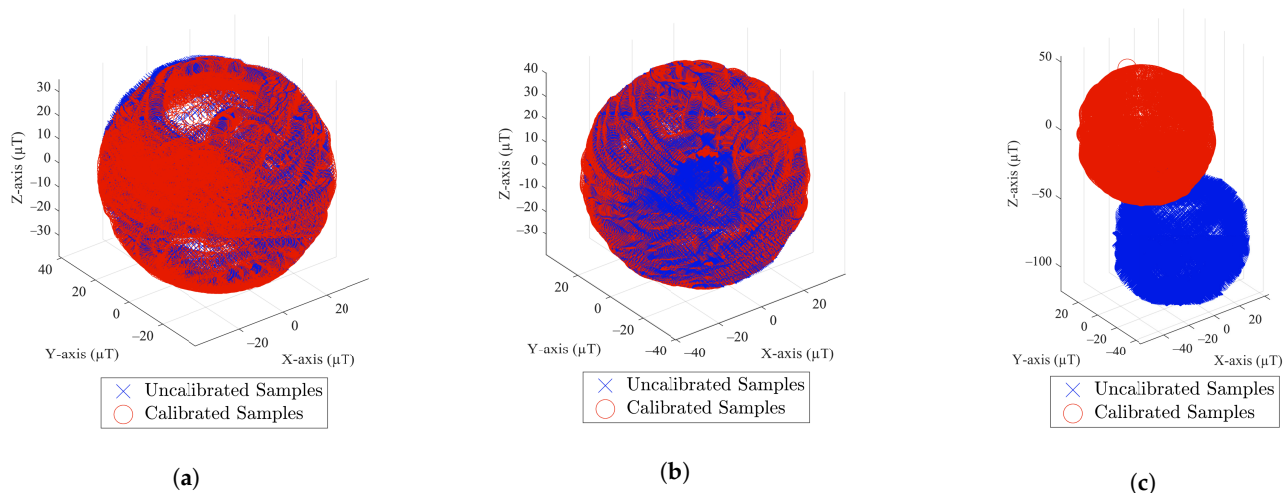 30
20
10
0
−10
−20
−30
Z-axis (µT)
40
20
0
−20
Y-axis (µT)
−20
0
20
X-axis (µT)
Uncalibrated Samples
Calibrated Samples
(a)
40
30
20
10
0
−10
−20
−30
Z-axis (µT)
20
0
−20
−40
Y-axis (µT)
−40
−20
0
20
X-axis (µT)
Uncalibrated Samples
Calibrated Samples
(b)
50
0
−50
−100
Z-axis (µT)
20
0
−20
−40
Y-axis (µT)
−40
−20
0
20
X-axis (µT)
Uncalibrated Samples
Calibrated Samples
(c)